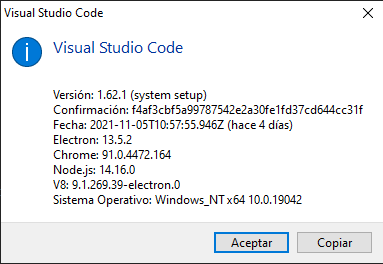 Visual Studio Code
Visual Studio Code
Versión: 1.62.1 (system setup)
Confirmación: f4af3cbf5a99787542e2a30fe1fd37cd644cc31f
Fecha: 2021-11-05T10:57:55.946Z (hace 4 días)
Electron: 13.5.2
Chrome: 91.0.4472.164
Node.js: 14.16.0
V8: 9.1.269.39-electron.0
Sistema Operativo: Windows_NT x64 10.0.19042
Aceptar
Copiar